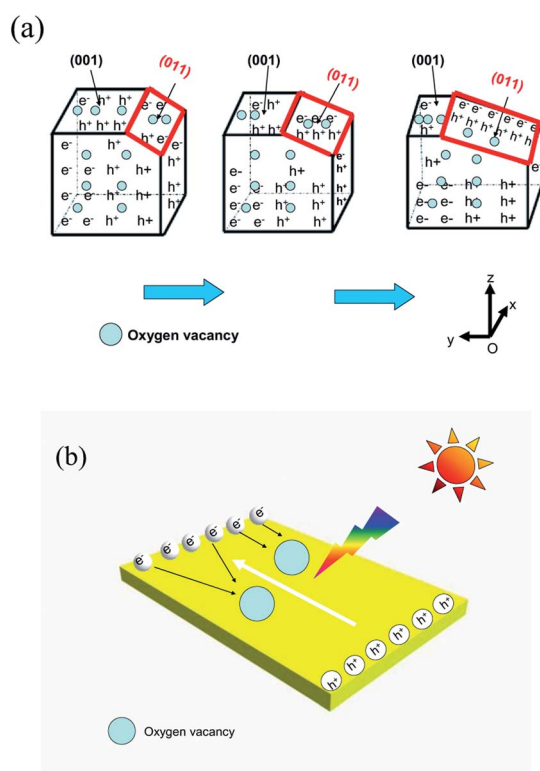 (a)
(001) (011)
e⁻ h⁺ h⁺ e⁻ e⁻
h⁺ h⁺ h⁺ h⁺ e⁻
e⁻ h⁺ e⁻
e⁻ e⁻ h⁺ h+ h⁺
e⁻ e⁻ h⁺ h⁺ h⁺
e⁻ h⁺ h+
(001) (011)
e⁻ h⁺ e⁻ e⁻ e⁻
h⁺ h⁺ h⁺ h⁺
h⁺ e⁻
e- h+ h⁺
e⁻ e⁻ h⁺ h⁺ h⁺
e⁻ e⁻ h⁺ h⁺
(001) (011)
e⁻ e⁻ e⁻ e⁻ e⁻ e⁻ e⁻
h⁺ h⁺ h⁺ h⁺ h⁺ h⁺ h⁺
h+ e⁻
e- e- h+ h+
e- e- h+ h+
Oxygen vacancy
z
x
y
O
(b)
e⁻ e⁻ e⁻ e⁻ e⁻ e⁻
h⁺ h⁺ h⁺ h⁺ h⁺ h⁺
Oxygen vacancy